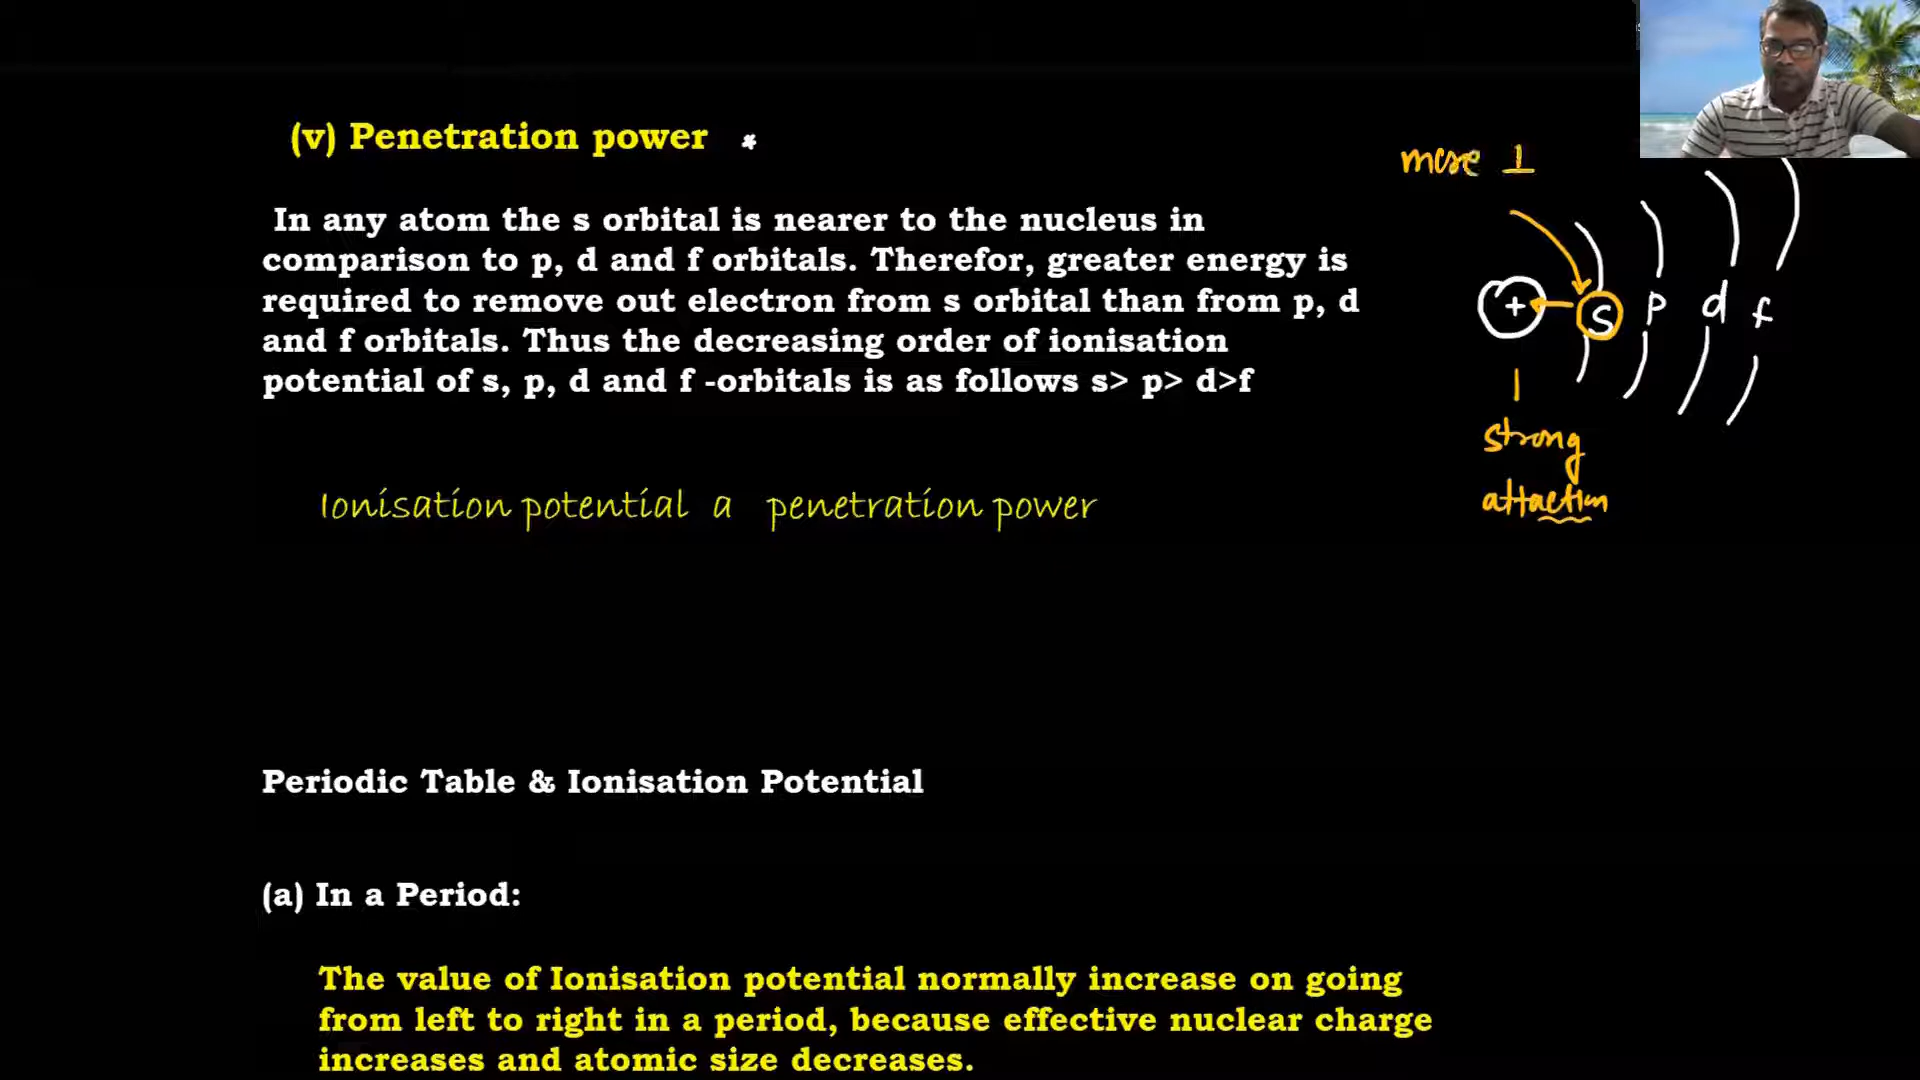 (v) Penetration power *
more ⊥
In any atom the s orbital is nearer to the nucleus in
comparison to p, d and f orbitals. Therefor, greater energy is
required to remove out electron from s orbital than from p, d
and f orbitals. Thus the decreasing order of ionisation
potential of s, p, d and f -orbitals is as follows s> p> d>f
+ s p d f
strong
attaction
Ionisation potential a penetration power
Periodic Table & Ionisation Potential
(a) In a Period:
The value of Ionisation potential normally increase on going
from left to right in a period, because effective nuclear charge
increases and atomic size decreases.